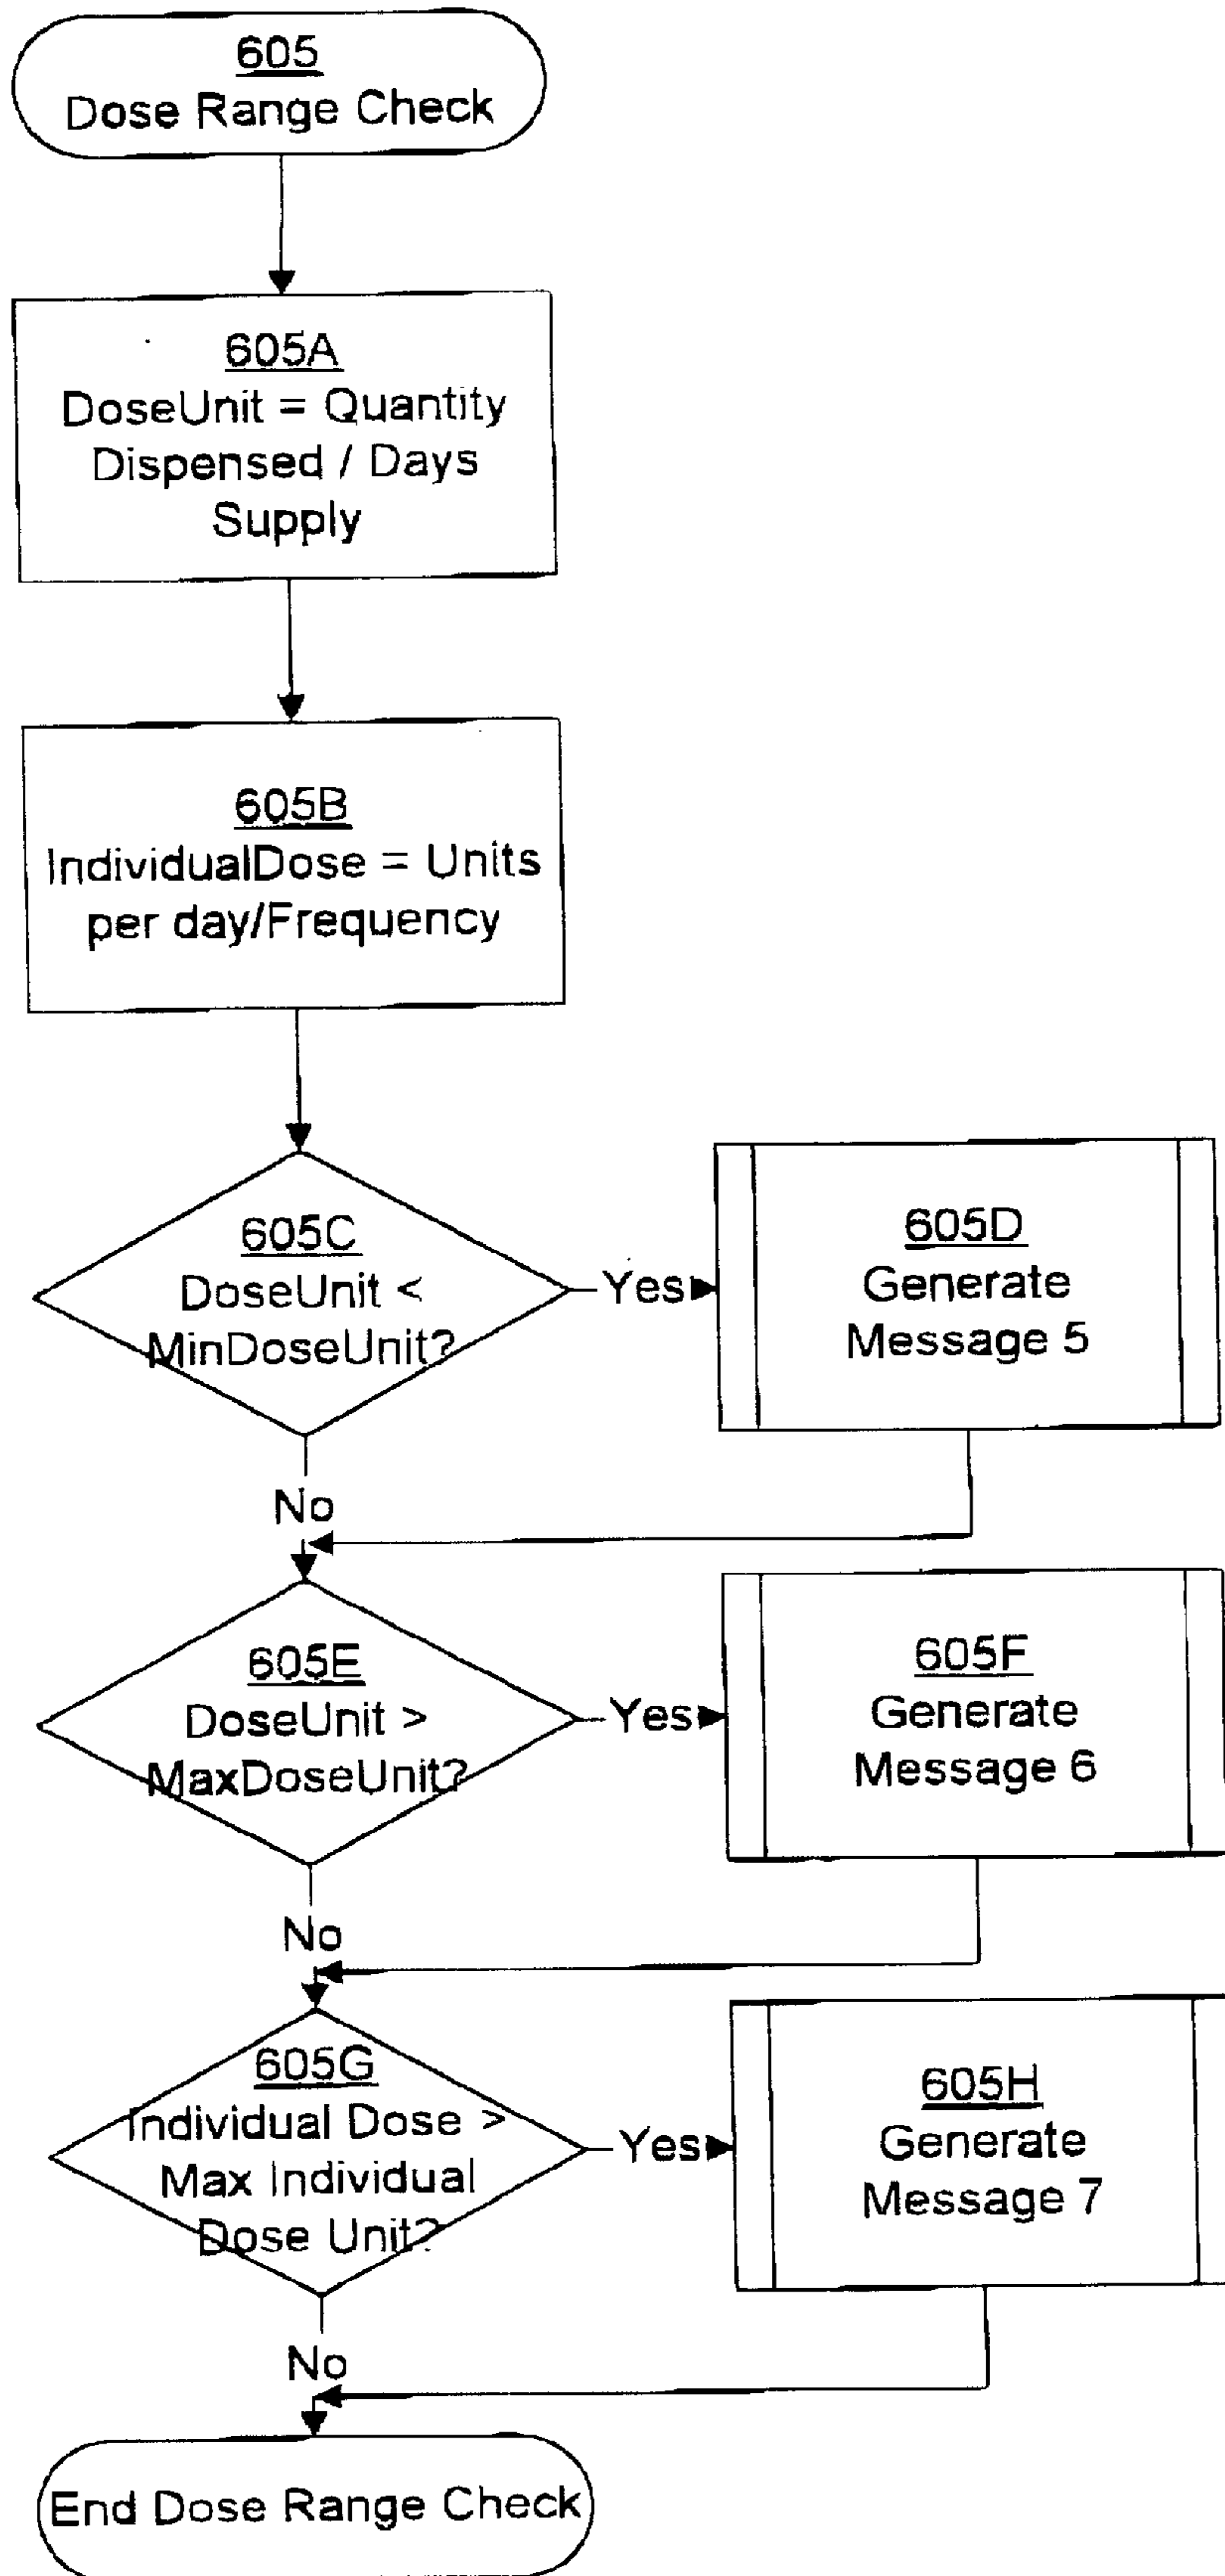 605
Dose Range Check
605A
DoseUnit = Quantity
Dispensed / Days
Supply
605B
IndividualDose = Units
per day/Frequency
605C
DoseUnit <
MinDoseUnit?
Yes
605D
Generate
Message 5
No
605E
DoseUnit >
MaxDoseUnit?
Yes
605F
Generate
Message 6
No
605G
Individual Dose >
Max Individual
Dose Unit?
Yes
605H
Generate
Message 7
No
End Dose Range Check